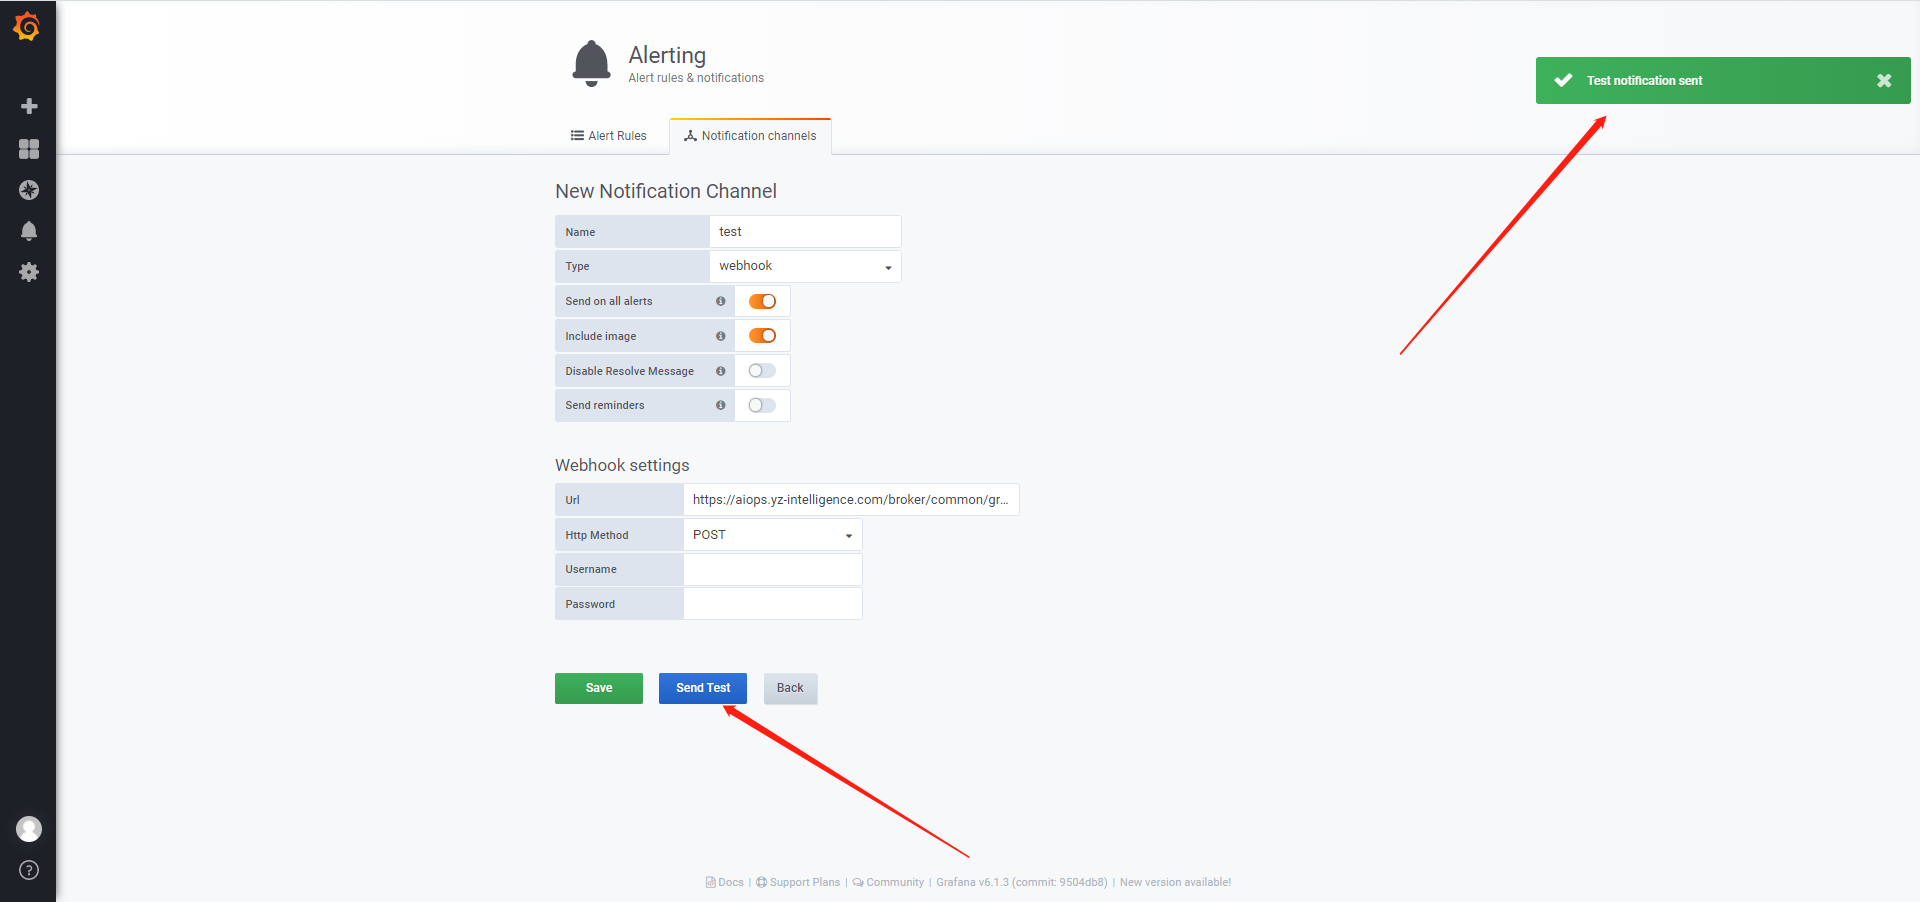 Alerting
Alert rules & notifications
Test notification sent
Alert Rules
Notification channels
New Notification Channel
Name test
Type webhook
Send on all alerts
Include image
Disable Resolve Message
Send reminders
Webhook settings
Url https://aiops.yz-intelligence.com/broker/common/gr...
Http Method POST
Username
Password
Save Send Test Back
Docs | Support Plans | Community | Grafana v6.1.3 (commit: 9504db8) | New version available!